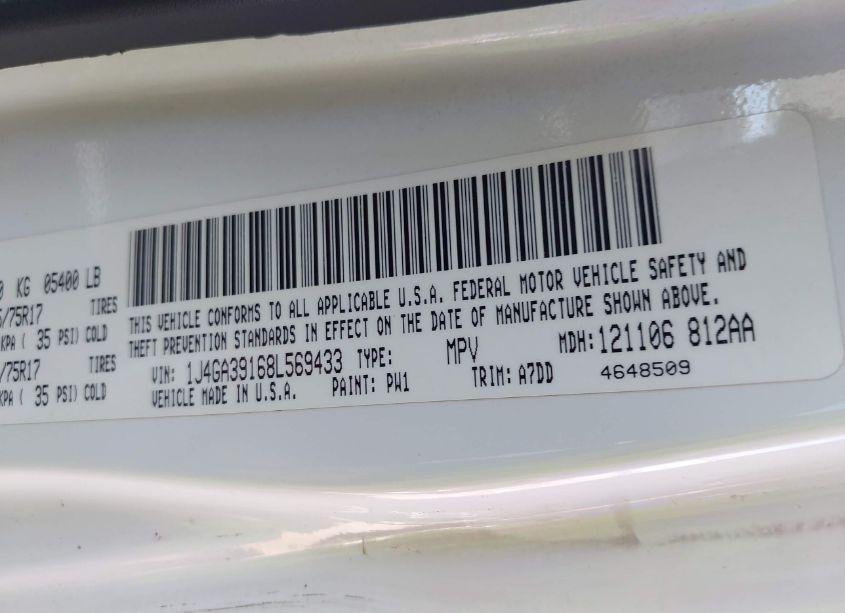 KG 05400 LB
/75R17 TIRES
KPA ( 35 PSI) COLD
/75R17 TIRES
KPA ( 35 PSI) COLD
THIS VEHICLE CONFORMS TO ALL APPLICABLE U.S.A. FEDERAL MOTOR VEHICLE SAFETY AND
THEFT PREVENTION STANDARDS IN EFFECT ON THE DATE OF MANUFACTURE SHOWN ABOVE.
VIN: 1J4GA39168L569433 TYPE: MPV MDH: 121106 812AA
VEHICLE MADE IN U.S.A. PAINT: PW1 TRIM: A7DD 4648509